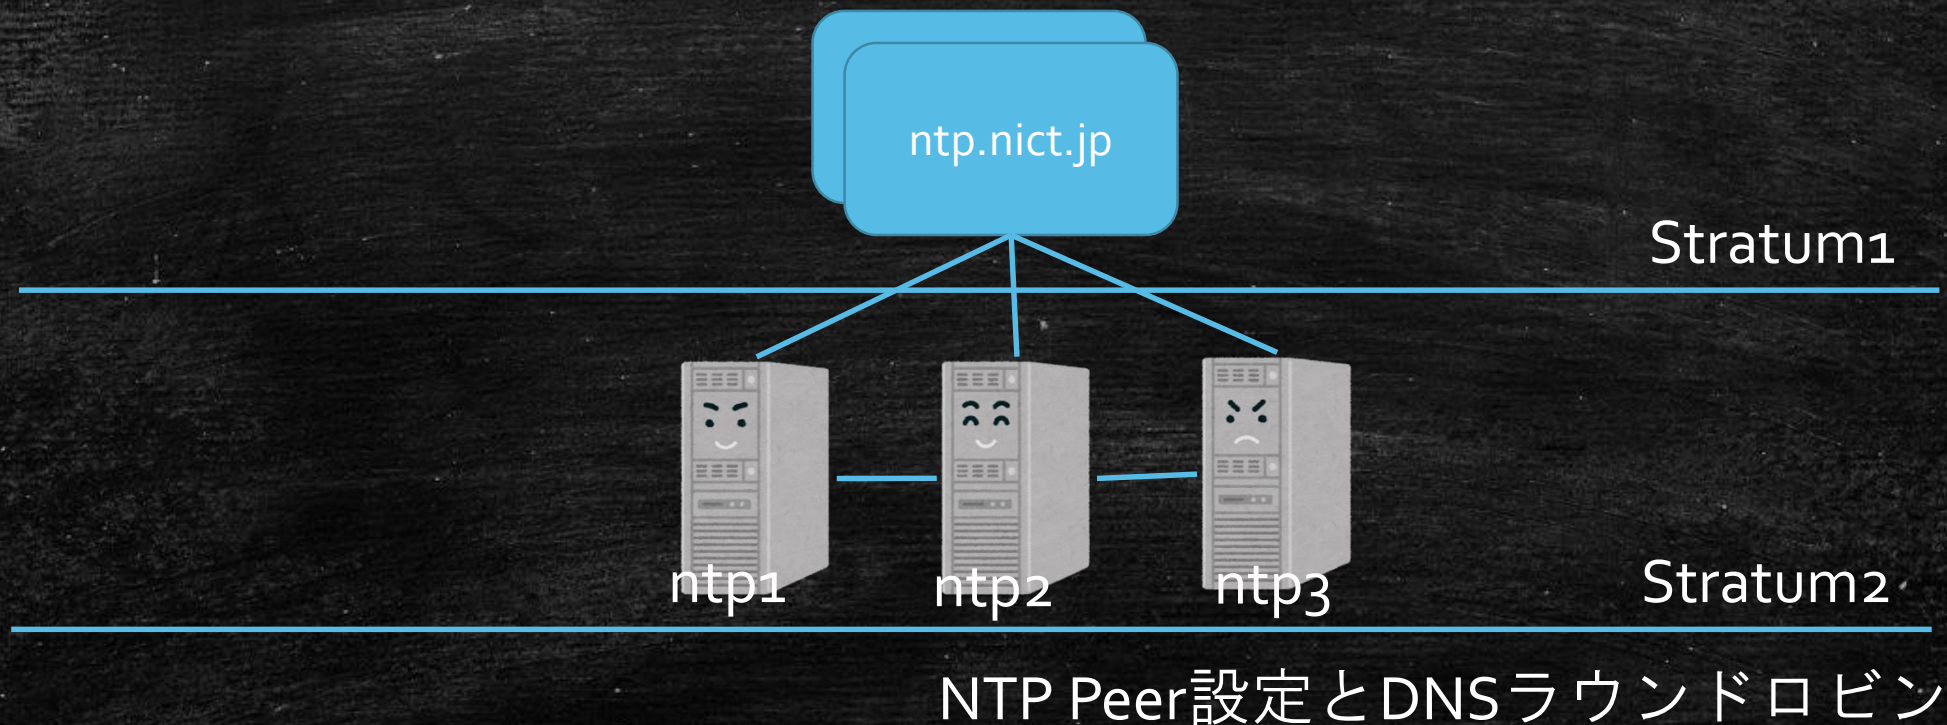 ntp.nict.jp
Stratum1
ntp1
ntp2
ntp3
Stratum2
NTP Peer設定とDNSラウンドロビン